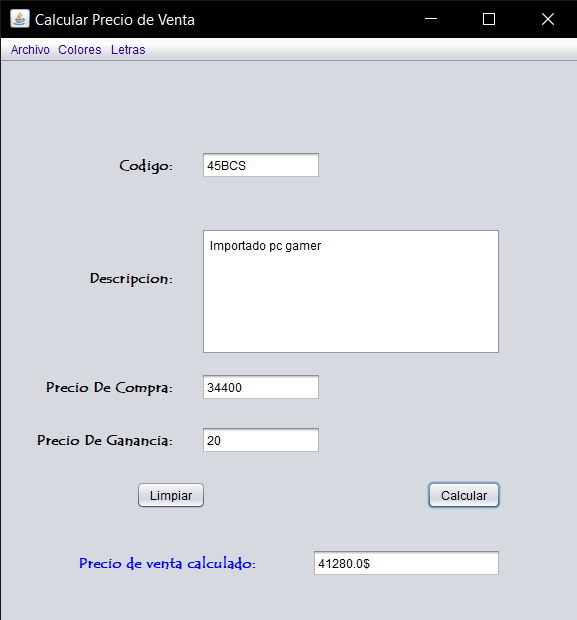 Calcular Precio de Venta
Archivo Colores Letras
Codigo: 45BCS
Descripcion: Importado pc gamer
Precio De Compra: 34400
Precio De Ganancia: 20
Limpiar Calcular
Precio de venta calculado: 41280.0$